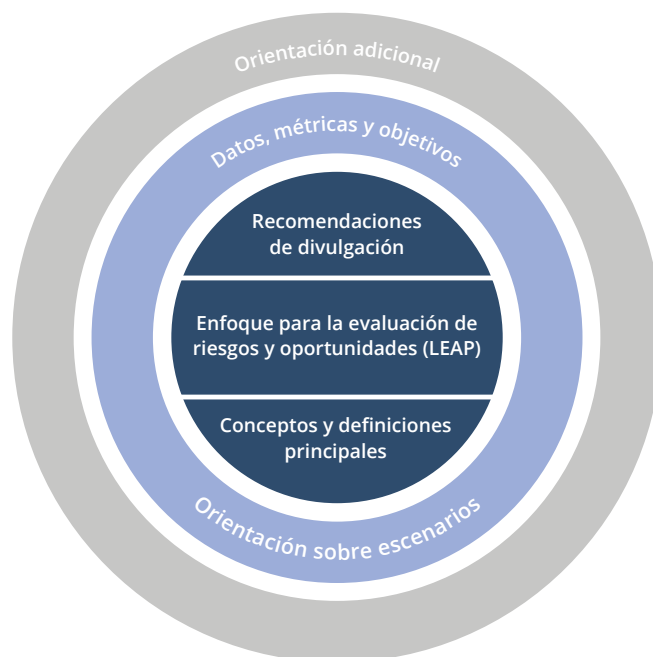 Orientación adicional
Datos, métricas y objetivos
Recomendaciones
de divulgación
Enfoque para la evaluación de
riesgos y oportunidades (LEAP)
Conceptos y definiciones
principales
Orientación sobre escenarios